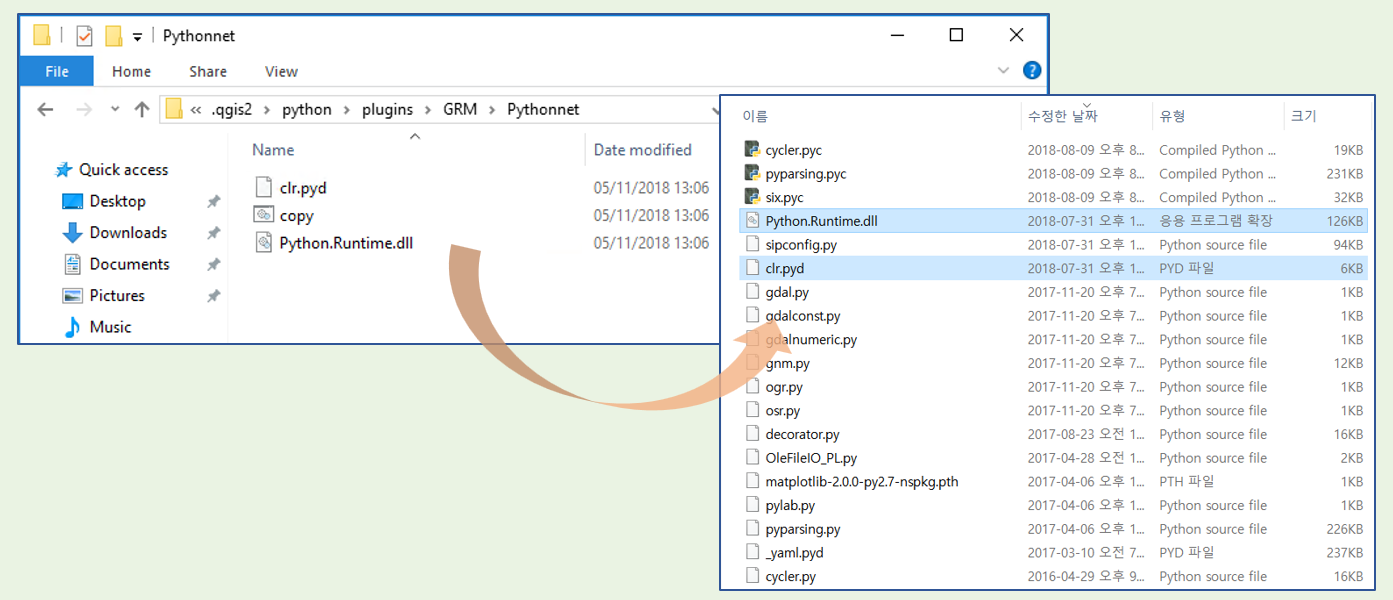 Pythonnet
File Home Share View
« .qgis2 > python > plugins > GRM > Pythonnet
Name Date modified
Quick access
Desktop
Downloads
Documents
Pictures
Music
clr.pyd 05/11/2018 13:06
copy 05/11/2018 13:06
Python.Runtime.dll 05/11/2018 13:06
이름 수정한 날짜 유형 크기
cycler.pyc 2018-08-09 오후 8... Compiled Python ... 19KB
pyparsing.pyc 2018-08-09 오후 8... Compiled Python ... 231KB
six.pyc 2018-08-09 오후 8... Compiled Python ... 32KB
Python.Runtime.dll 2018-07-31 오후 1... 응용 프로그램 확장 126KB
sipconfig.py 2018-07-31 오후 1... Python source file 94KB
clr.pyd 2018-07-31 오후 1... PYD 파일 6KB
gdal.py 2017-11-20 오후 7... Python source file 1KB
gdalconst.py 2017-11-20 오후 7... Python source file 1KB
gdalnumeric.py 2017-11-20 오후 7... Python source file 1KB
gnm.py 2017-11-20 오후 7... Python source file 12KB
ogr.py 2017-11-20 오후 7... Python source file 1KB
osr.py 2017-11-20 오후 7... Python source file 1KB
decorator.py 2017-08-23 오전 1... Python source file 16KB
OleFileIO_PL.py 2017-04-28 오전 1... Python source file 2KB
matplotlib-2.0.0-py2.7-nspkg.pth 2017-04-06 오후 1... PTH 파일 1KB
pylab.py 2017-04-06 오후 1... Python source file 1KB
pyparsing.py 2017-04-06 오후 1... Python source file 226KB
_yaml.pyd 2017-03-10 오전 7... PYD 파일 237KB
cycler.py 2016-04-29 오후 9... Python source file 16KB